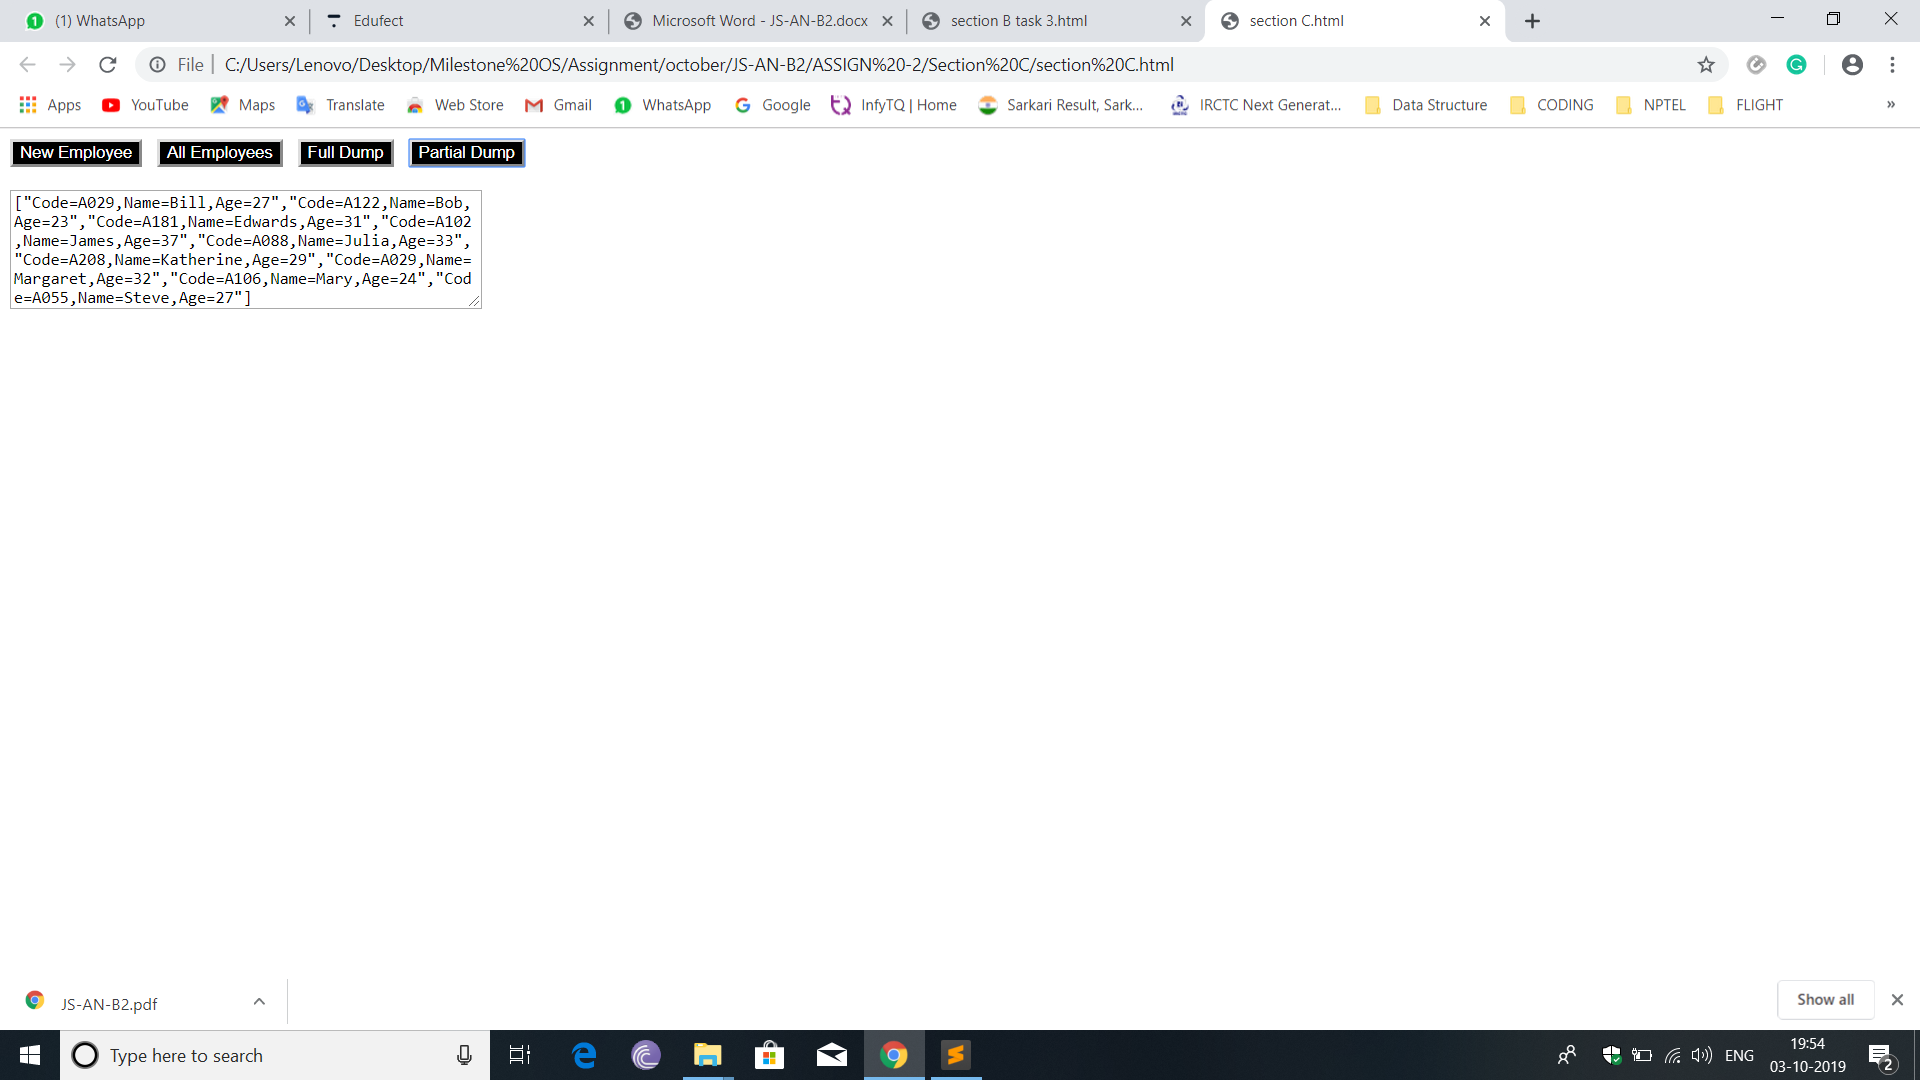 (1) WhatsApp
Edufect
Microsoft Word - JS-AN-B2.docx
section B task 3.html
section C.html
File
C:/Users/Lenovo/Desktop/Milestone%20OS/Assignment/october/JS-AN-B2/ASSIGN%20-2/Section%20C/section%20C.html
Apps
YouTube
Maps
Translate
Web Store
Gmail
WhatsApp
Google
InfyTQ | Home
Sarkari Result, Sark...
IRCTC Next Generat...
Data Structure
CODING
NPTEL
FLIGHT
»
New Employee
All Employees
Full Dump
Partial Dump
["Code=A029,Name=Bill,Age=27","Code=A122,Name=Bob,
Age=23","Code=A181,Name=Edwards,Age=31","Code=A102
,Name=James,Age=37","Code=A088,Name=Julia,Age=33",
"Code=A208,Name=Katherine,Age=29","Code=A029,Name=
Margaret,Age=32","Code=A106,Name=Mary,Age=24","Cod
e=A055,Name=Steve,Age=27"]
JS-AN-B2.pdf
Show all
Type here to search
ENG
19:54
03-10-2019
2